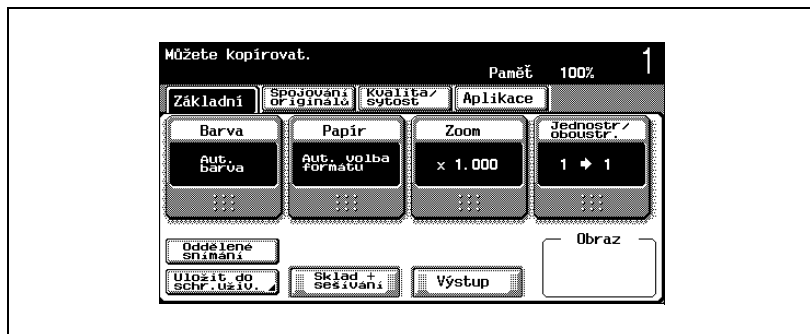 Můžete kopírovat.
1
Paměť 100%
Základní
Spojování
originálů
Kvalita/
sytost
Aplikace
Barva
Aut.
barva
Papír
Aut. volba
formátu
Zoom
x 1.000
Jednostr/
oboustr.
1 ➔ 1
Oddělené
snímání
Uložit do
schr.uživ.
Sklad +
sešívání
Výstup
Obraz